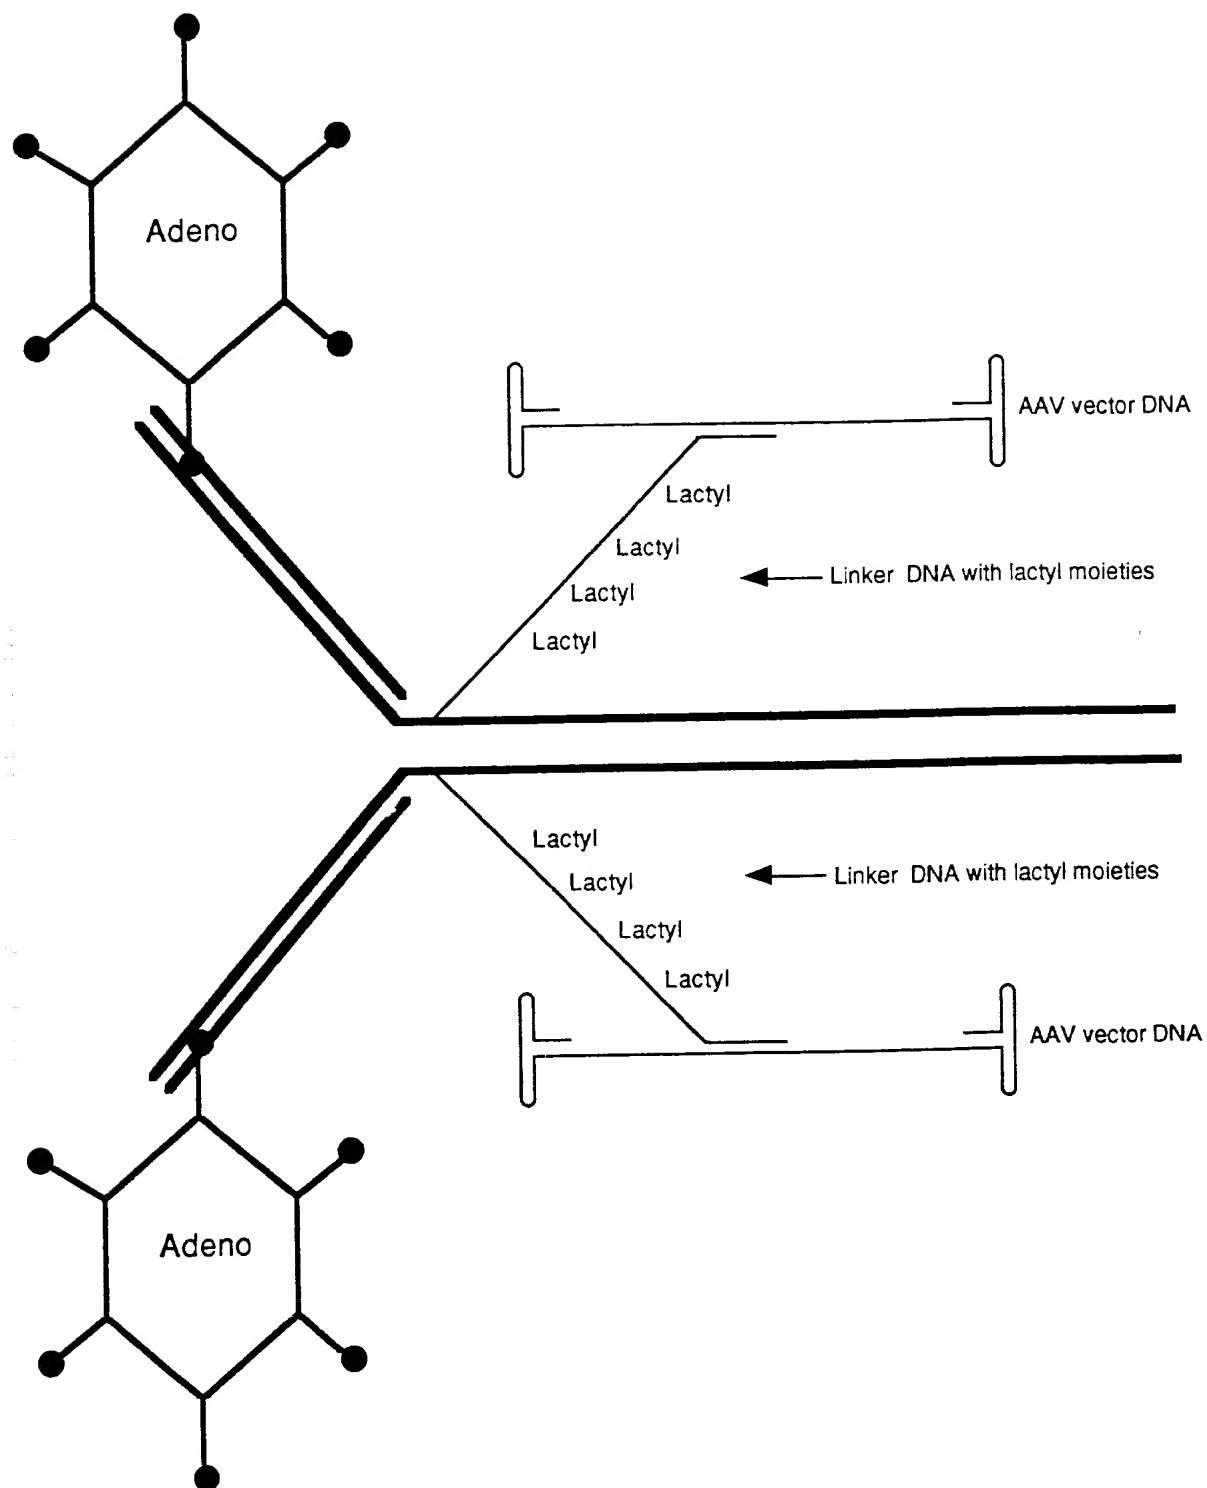 Adeno
AAV vector DNA
Lactyl
Lactyl
Linker DNA with lactyl moieties
Lactyl
Lactyl
Lactyl
Linker DNA with lactyl moieties
Lactyl
Lactyl
Lactyl
AAV vector DNA
Adeno